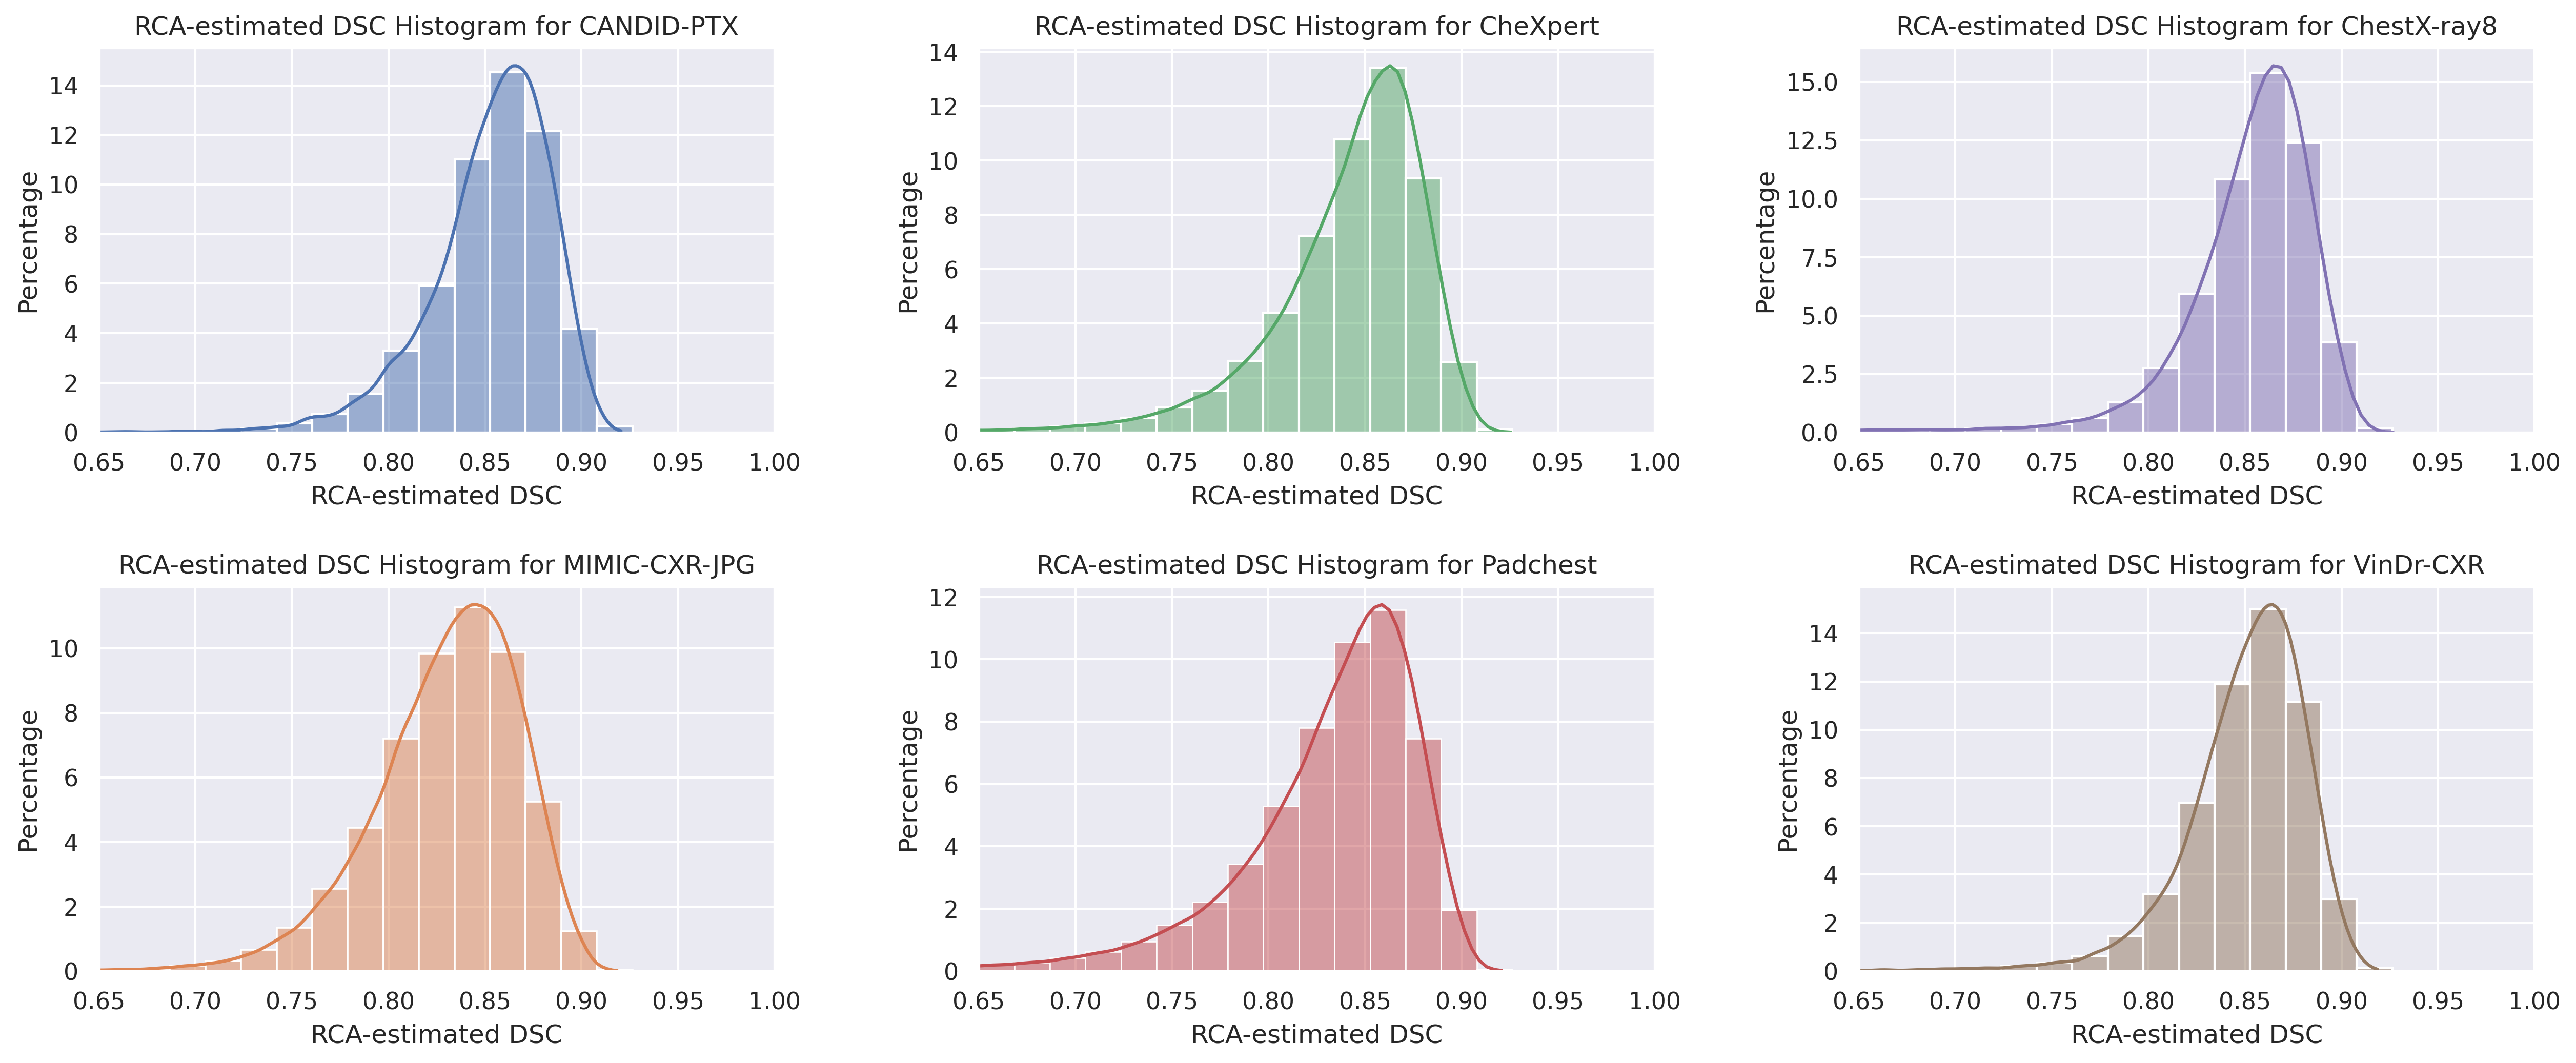 RCA-estimated DSC Histogram for CANDID-PTX
14
12
10
8
6
4
2
0
Percentage
0.65 0.70 0.75 0.80 0.85 0.90 0.95 1.00
RCA-estimated DSC
RCA-estimated DSC Histogram for CheXpert
14
12
10
8
6
4
2
0
Percentage
0.65 0.70 0.75 0.80 0.85 0.90 0.95 1.00
RCA-estimated DSC
RCA-estimated DSC Histogram for ChestX-ray8
15.0
12.5
10.0
7.5
5.0
2.5
0.0
Percentage
0.65 0.70 0.75 0.80 0.85 0.90 0.95 1.00
RCA-estimated DSC
RCA-estimated DSC Histogram for MIMIC-CXR-JPG
10
8
6
4
2
0
Percentage
0.65 0.70 0.75 0.80 0.85 0.90 0.95 1.00
RCA-estimated DSC
RCA-estimated DSC Histogram for Padchest
12
10
8
6
4
2
0
Percentage
0.65 0.70 0.75 0.80 0.85 0.90 0.95 1.00
RCA-estimated DSC
RCA-estimated DSC Histogram for VinDr-CXR
14
12
10
8
6
4
2
0
Percentage
0.65 0.70 0.75 0.80 0.85 0.90 0.95 1.00
RCA-estimated DSC